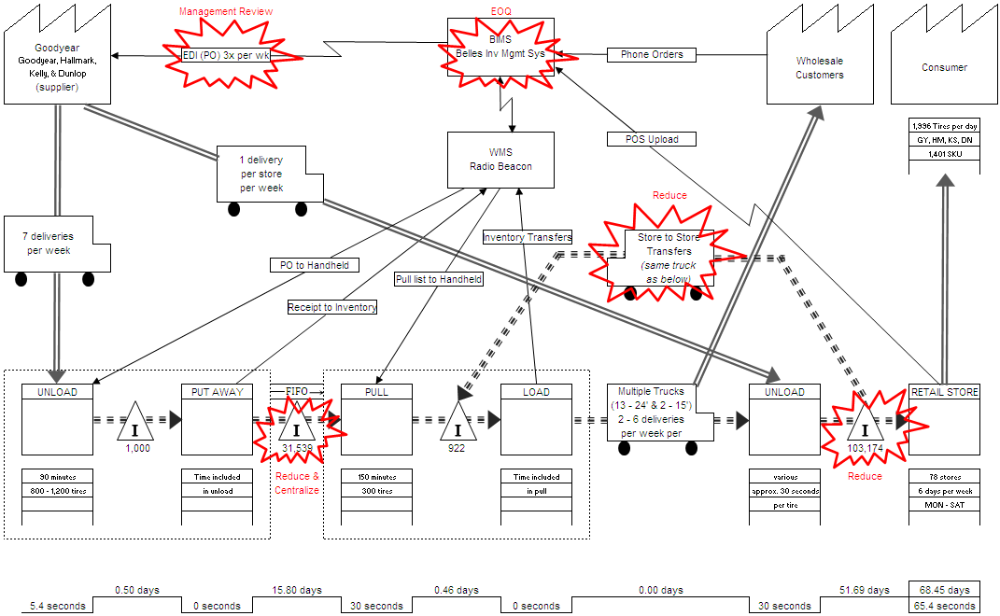 Management Review
EOQ
Goodyear
Goodyear, Hallmark,
Kelly, & Dunlop
(supplier)
EDI (PO) 3x per wk
BIMS
Belles Inv Mgmt Sys
Phone Orders
Wholesale
Customers
Consumer
1,996 Tires per day
GY, HM, KS, DN
1,401 SKU
POS Upload
WMS
Radio Beacon
1 delivery
per store
per week
7 deliveries
per week
Reduce
Store to Store
Transfers
(same truck
as below)
Inventory Transfers
PO to Handheld
Pull list to Handheld
Receipt to Inventory
UNLOAD
PUT AWAY
FIFO
PULL
LOAD
Multiple Trucks
(13 - 24' & 2 - 15')
2 - 6 deliveries
per week per
UNLOAD
RETAIL STORE
I
1,000
I
31,539
I
922
I
103,174
Reduce &
Centralize
Reduce
90 minutes
800 - 1,200 tires
Time included
in unload
150 minutes
300 tires
Time included
in pull
various
approx. 30 seconds
per tire
78 stores
6 days per week
MON - SAT
0.50 days
15.80 days
0.46 days
0.00 days
51.69 days
68.45 days
5.4 seconds
0 seconds
30 seconds
0 seconds
30 seconds
65.4 seconds